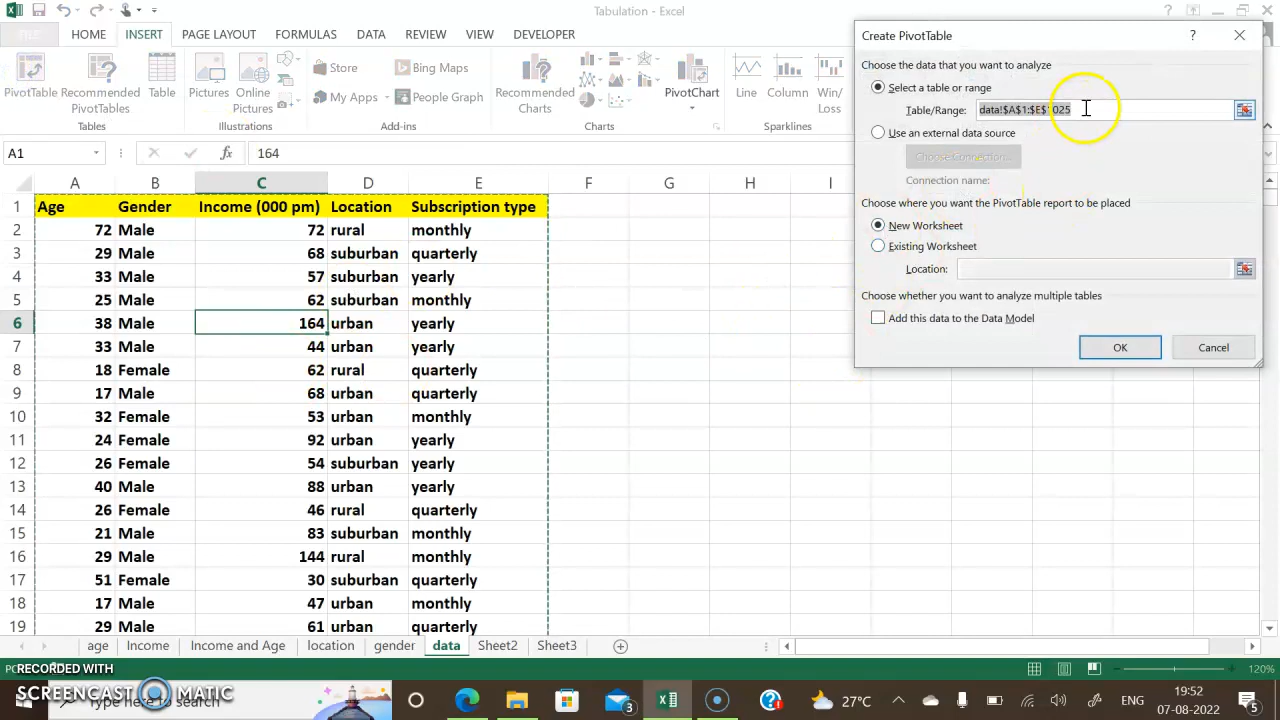 Tabulation - Excel
HOME INSERT PAGE LAYOUT FORMULAS DATA REVIEW VIEW DEVELOPER
PivotTable
Recommended
PivotTables
Table
Illustrations
Store
My Apps
Bing Maps
Recommended
Charts
PivotChart
Line Column Win/
Loss
Tables Add-ins Charts Sparklines
A1 164
A B C D E F G H I
1 Age Gender Income (000 pm) Location Subscription type
2 72 Male 72 rural monthly
3 29 Male 68 suburban quarterly
4 33 Male 57 suburban yearly
5 25 Male 62 suburban monthly
6 38 Male 164 urban yearly
7 33 Male 44 urban yearly
8 18 Female 62 rural quarterly
9 17 Male 68 urban quarterly
10 32 Female 53 urban monthly
11 24 Female 92 urban yearly
12 26 Female 54 suburban yearly
13 40 Male 88 urban yearly
14 26 Female 46 rural quarterly
15 21 Male 83 suburban monthly
16 29 Male 144 rural monthly
17 51 Female 30 suburban quarterly
18 17 Male 47 urban monthly
19 29 Male 61 urban quarterly
Create PivotTable
?
Choose the data that you want to analyze
Select a table or range
Table/Range: data!$A$1:$E$1025
Use an external data source
Choose Connection...
Connection name:
Choose where you want the PivotTable report to be placed
New Worksheet
Existing Worksheet
Location:
Choose whether you want to analyze multiple tables
Add this data to the Data Model
OK Cancel
age Income Income and Age location gender data Sheet2 Sheet3
120%
RECORDED WITH
SCREENCAST MATIC
Type here to search
3
27°C
ENG
19:52
07-08-2022
5